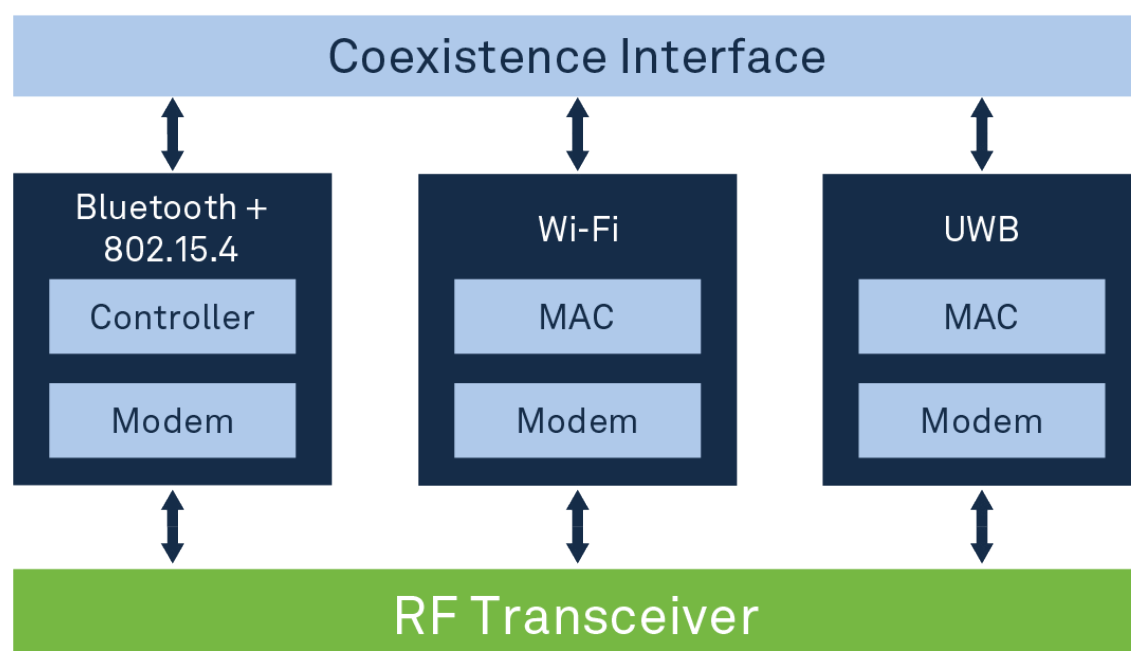 Coexistence Interface
Bluetooth +
802.15.4
Controller
Modem
Wi-Fi
MAC
Modem
UWB
MAC
Modem
RF Transceiver